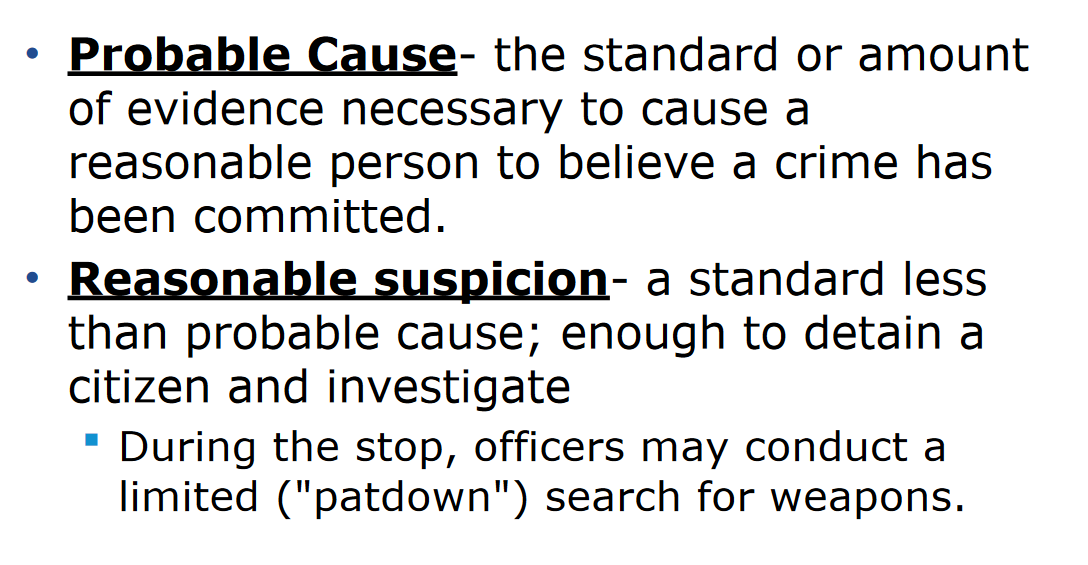 • Probable Cause- the standard or amount
of evidence necessary to cause a
reasonable person to believe a crime has
been committed.
• Reasonable suspicion- a standard less
than probable cause; enough to detain a
citizen and investigate
▪ During the stop, officers may conduct a
limited ("patdown") search for weapons.